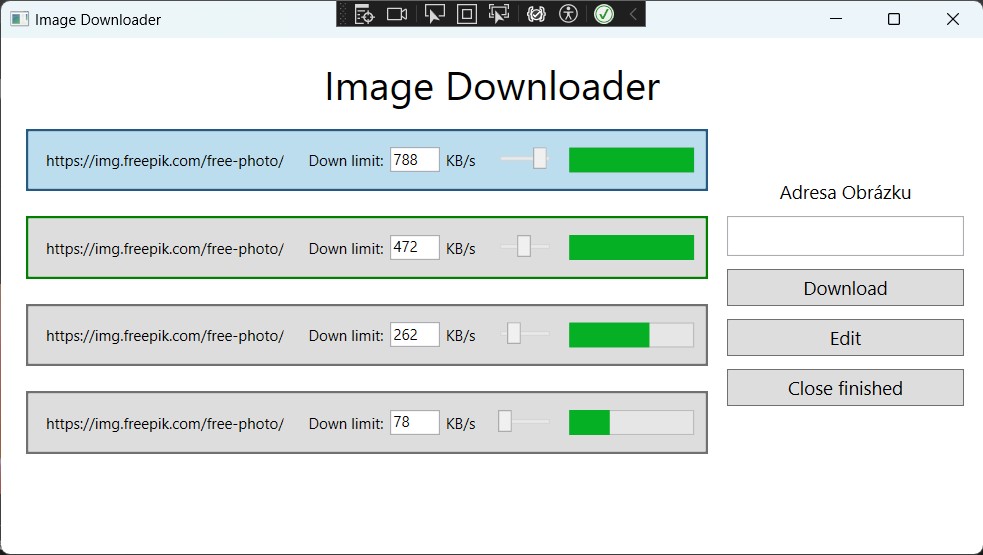 Image Downloader
Image Downloader
https://img.freepik.com/free-photo/ Down limit: 788 KB/s
https://img.freepik.com/free-photo/ Down limit: 472 KB/s
https://img.freepik.com/free-photo/ Down limit: 262 KB/s
https://img.freepik.com/free-photo/ Down limit: 78 KB/s
Adresa Obrázku
Download
Edit
Close finished